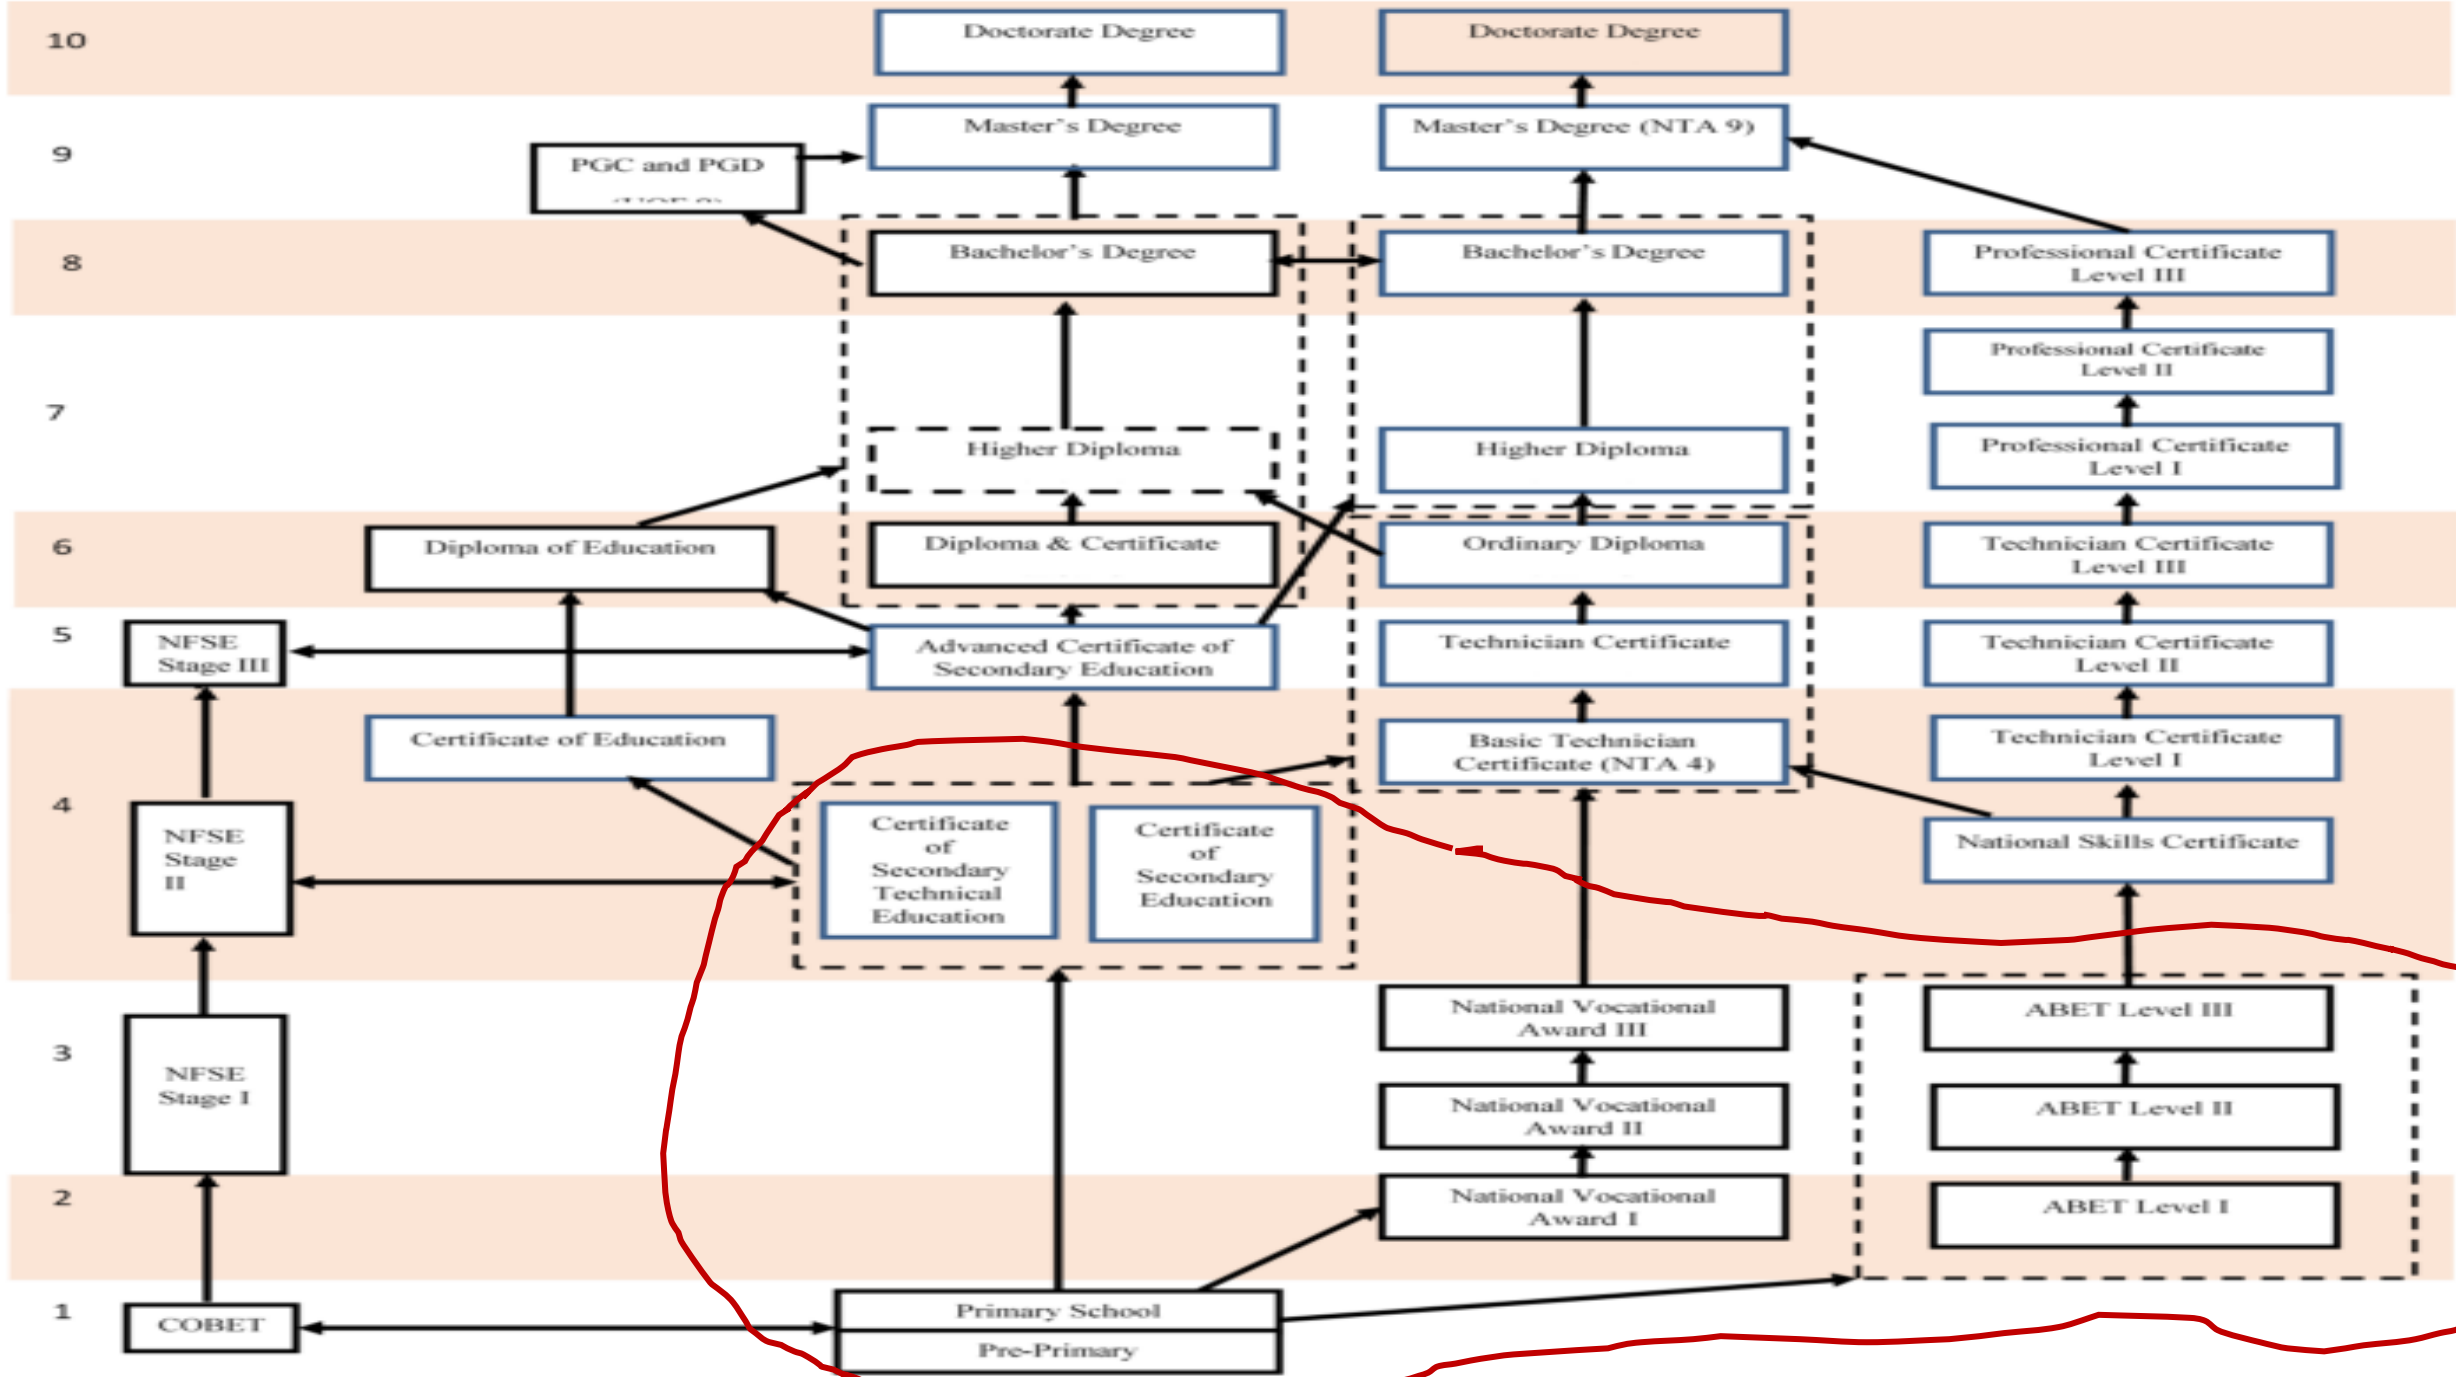 10
Doctorate Degree
Doctorate Degree
9
PGC and PGD
Master's Degree
Master's Degree (NTA 9)
8
Bachelor's Degree
Bachelor's Degree
Professional Certificate
Level III
Professional Certificate
Level II
7
Higher Diploma
Higher Diploma
Professional Certificate
Level I
6
Diploma of Education
Diploma & Certificate
Ordinary Diploma
Technician Certificate
Level III
5
NFSE
Stage III
Advanced Certificate of
Secondary Education
Technician Certificate
Technician Certificate
Level II
Certificate of Education
Basic Technician
Certificate (NTA 4)
Technician Certificate
Level I
4
NFSE
Stage
II
Certificate
of
Secondary
Technical
Education
Certificate
of
Secondary
Education
National Skills Certificate
National Vocational
Award III
ABET Level III
3
NFSE
Stage I
National Vocational
Award II
ABET Level II
2
National Vocational
Award I
ABET Level I
1
COBET
Primary School
Pre-Primary